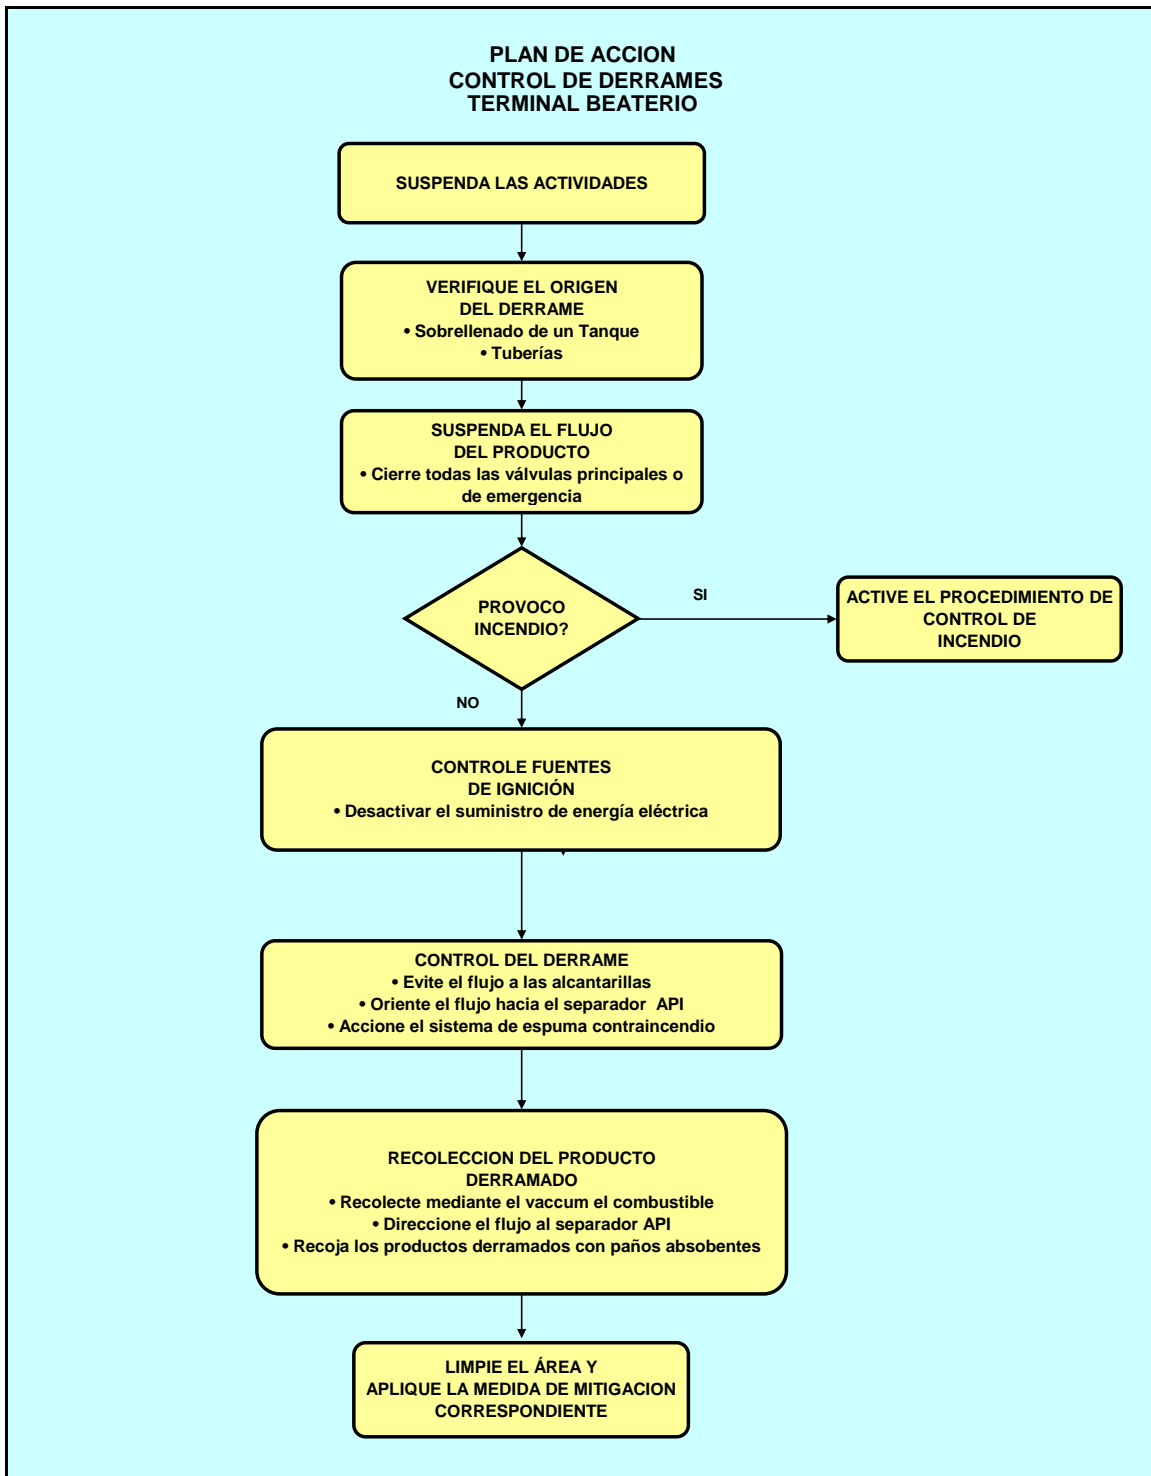 PLAN DE ACCION
CONTROL DE DERRAMES
TERMINAL BEATERIO
SUSPENDA LAS ACTIVIDADES
VERIFIQUE EL ORIGEN
DEL DERRAME
• Sobrellenado de un Tanque
• Tuberías
SUSPENDA EL FLUJO
DEL PRODUCTO
• Cierre todas las válvulas principales o
de emergencia
PROVOCO
INCENDIO?
SI
ACTIVE EL PROCEDIMIENTO DE
CONTROL DE
INCENDIO
NO
CONTROLE FUENTES
DE IGNICIÓN
• Desactivar el suministro de energía eléctrica
CONTROL DEL DERRAME
• Evite el flujo a las alcantarillas
• Oriente el flujo hacia el separador  API
• Accione el sistema de espuma contraincendio
RECOLECCION DEL PRODUCTO
DERRAMADO
• Recolecte mediante el vaccum el combustible
• Direccione el flujo al separador API
• Recoja los productos derramados con paños absobentes
LIMPIE EL ÁREA Y
APLIQUE LA MEDIDA DE MITIGACION
CORRESPONDIENTE